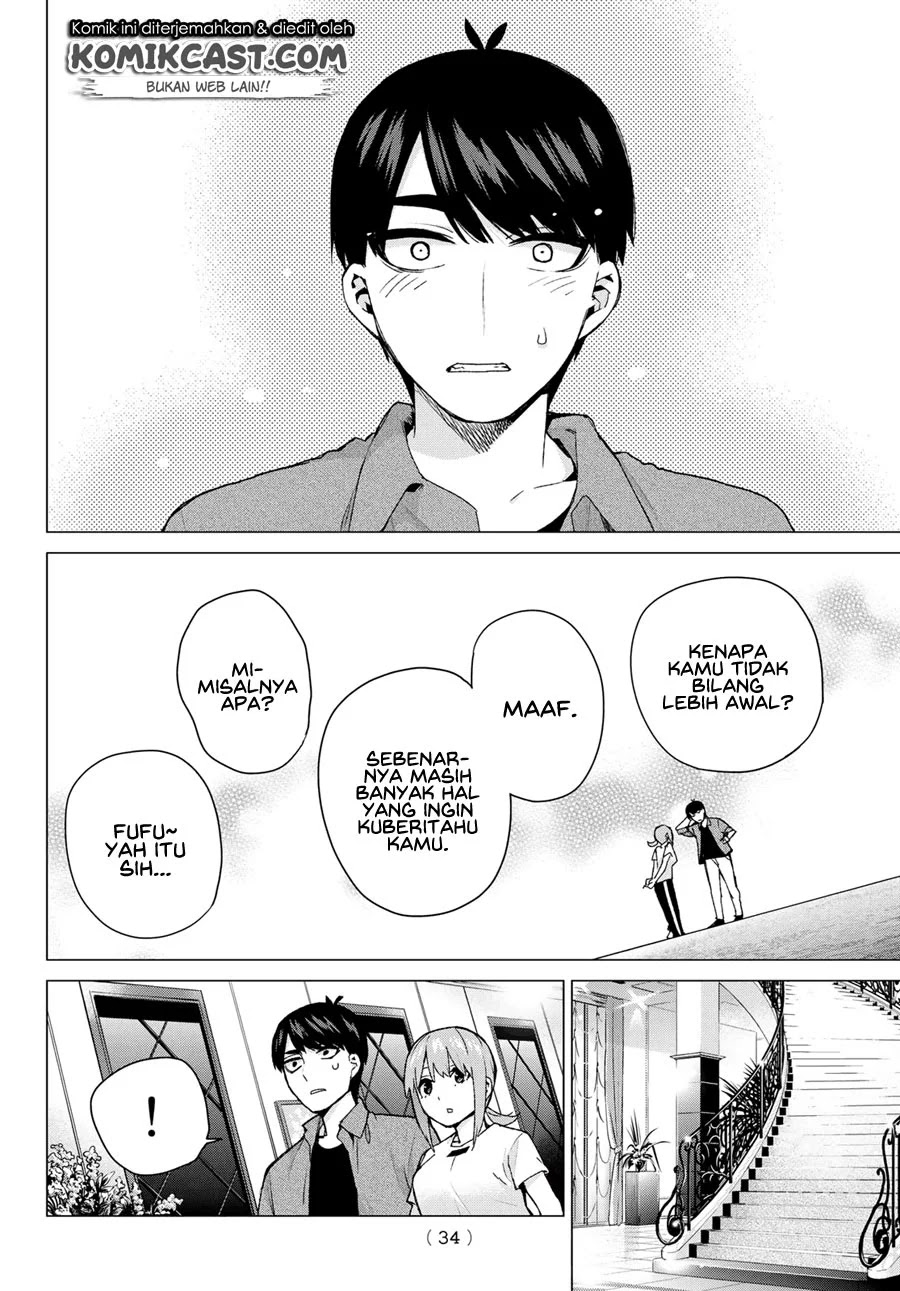 Komik ini diterjemahkan & diedit oleh
KOMIKCAST.COM
BUKAN WEB LAIN!!
KENAPA
KAMU TIDAK
BILANG
LEBIH AWAL?
MAAF.
SEBENAR-
NYA MASIH
BANYAK HAL
YANG INGIN
KUBERITAHU
KAMU.
MI-
MISALNYA
APA?
FUFU~
YAH ITU
SIH...
!
( 34 )